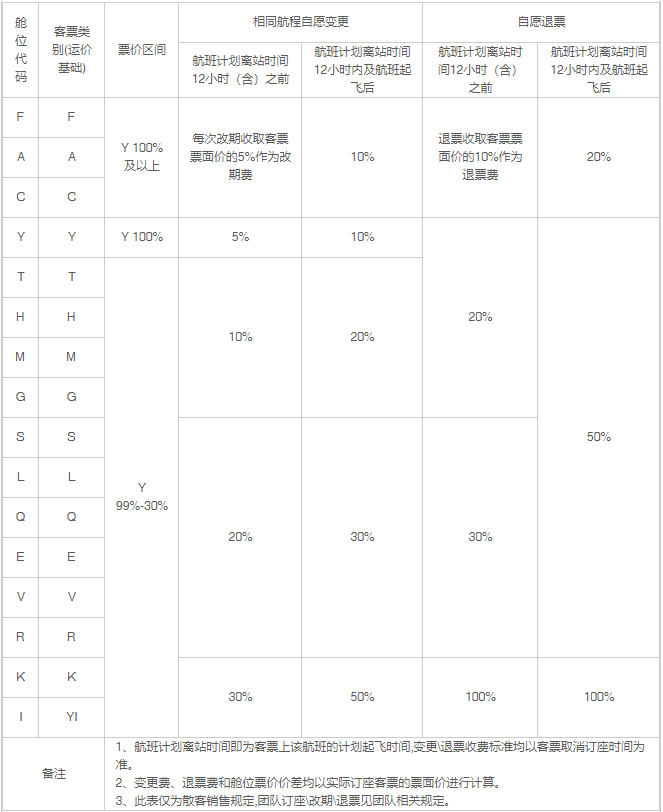 舱位代码
客票类别(运价基础)
票价区间
相同航程自愿变更
自愿退票
航班计划离站时间
12小时（含）之前
航班计划离站时间
12小时内及航班起
飞后
航班计划离站时
间12小时（含）
之前
航班计划离站时间
12小时内及航班起
飞后
F F
A A
C C
Y 100%
及以上
每次改期收取客票
票面价的5%作为改
期费
10%
退票收取客票票
面价的10%作为
退票费
20%
Y Y Y 100% 5% 10%
T T
H H
M M
G G
10% 20% 20%
S S
L L
Q Q
E E
V V
R R
Y
99%-30%
20% 30% 30%
50%
K K
I YI
30% 50% 100% 100%
备注
1、航班计划离站时间即为客票上该航班的计划起飞时间,变更\退票收费标准均以客票取消订座时间为
准。
2、变更费、退票费和舱位票价价差均以实际订座客票的票面价进行计算。
3、此表仅为散客销售规定,团队订座\改期\退票见团队相关规定。